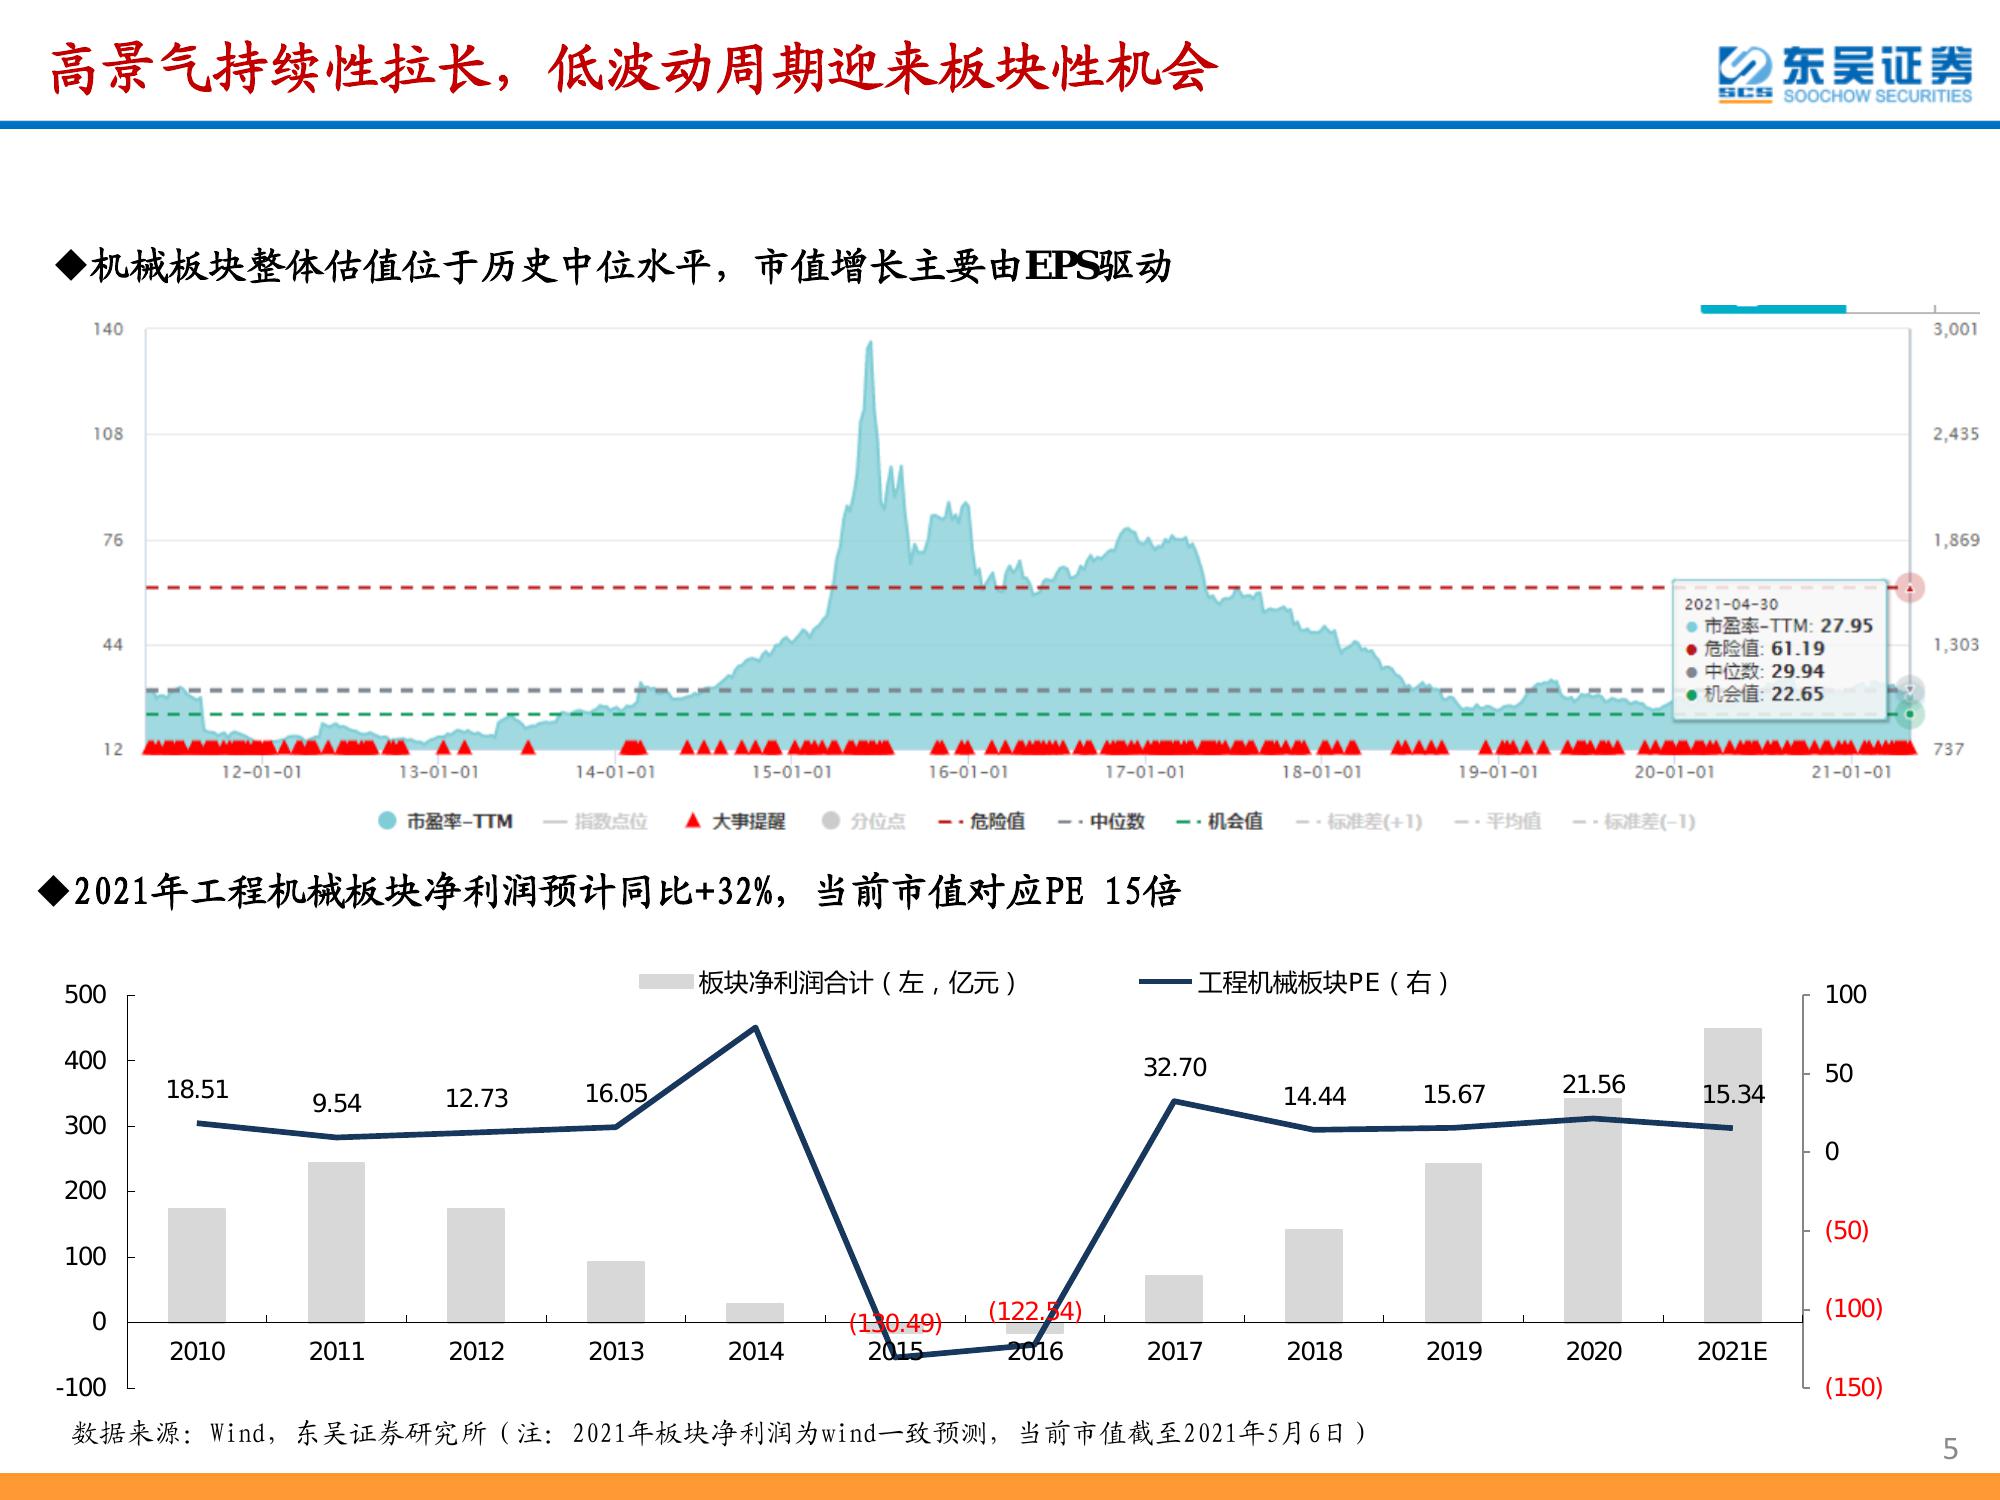 高景气持续性拉长，低波动周期迎来板块性机会
东吴证券
SCS
SOOCHOW SECURITIES
◆机械板块整体估值位于历史中位水平，市值增长主要由EPS驱动
140
108
76
44
12
3,001
2,435
1,869
1,303
737
2021-04-30
市盈率-TTM: 27.95
危险值: 61.19
中位数: 29.94
机会值: 22.65
12-01-01 13-01-01 14-01-01 15-01-01 16-01-01 17-01-01 18-01-01 19-01-01 20-01-01 21-01-01
市盈率-TTM 指数点位 大事提醒 分位点 危险值 中位数 机会值 标准差(+1) 平均值 标准差(-1)
◆2021年工程机械板块净利润预计同比+32%，当前市值对应PE 15倍
板块净利润合计（左，亿元） 工程机械板块PE（右）
500
400
300
200
100
0
-100
100
50
0
(50)
(100)
(150)
18.51 9.54 12.73 16.05 (130.49) (122.54) 32.70 14.44 15.67 21.56 15.34
2010 2011 2012 2013 2014 2015 2016 2017 2018 2019 2020 2021E
数据来源：Wind，东吴证券研究所（注：2021年板块净利润为wind一致预测，当前市值截至2021年5月6日）
5